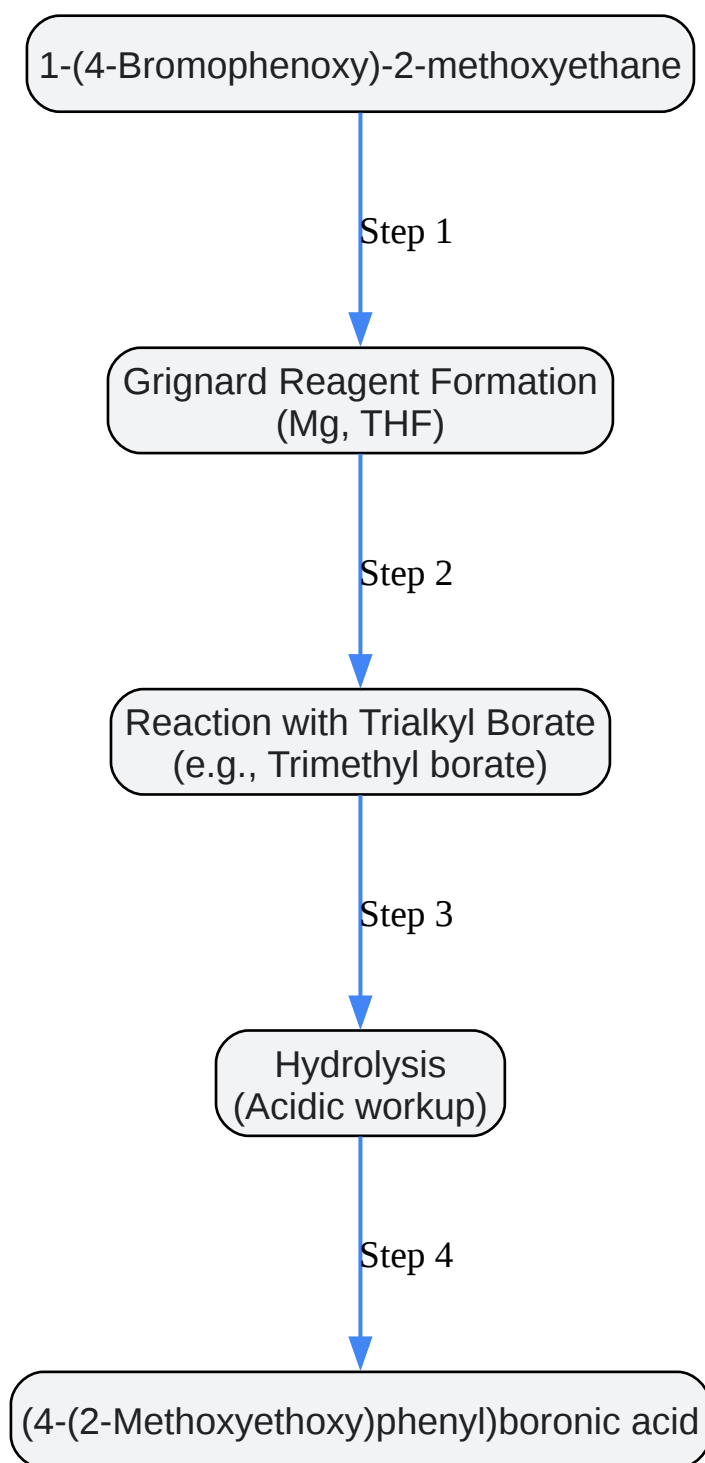 1-(4-Bromophenoxy)-2-methoxyethane
Step 1
Grignard Reagent Formation
(Mg, THF)
Step 2
Reaction with Trialkyl Borate
(e.g., Trimethyl borate)
Step 3
Hydrolysis
(Acidic workup)
Step 4
(4-(2-Methoxyethoxy)phenyl)boronic acid